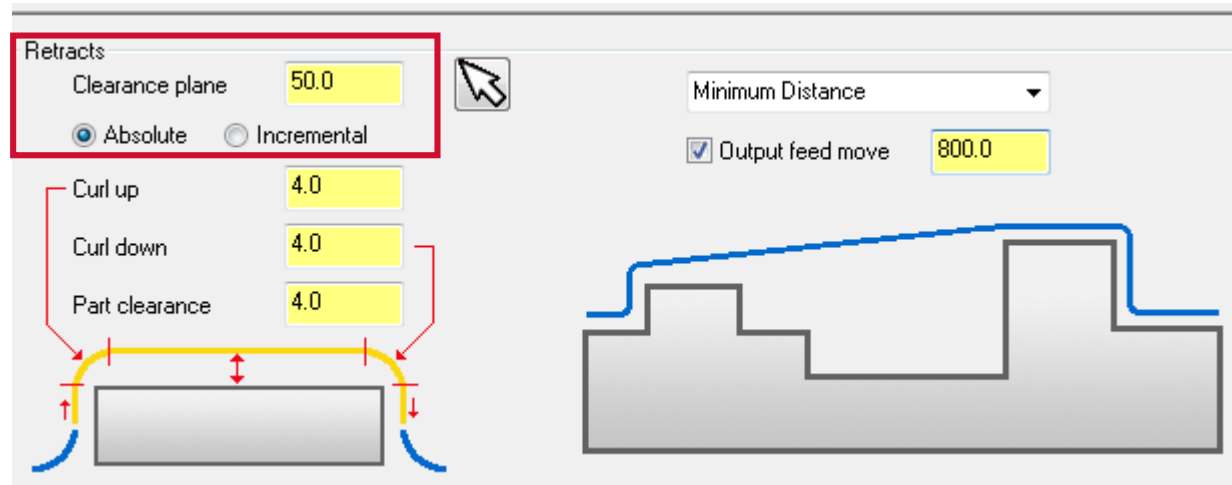 Retracts
Clearance plane 50.0
Absolute Incremental
Curl up 4.0
Curl down 4.0
Part clearance 4.0
Minimum Distance
Output feed move 800.0